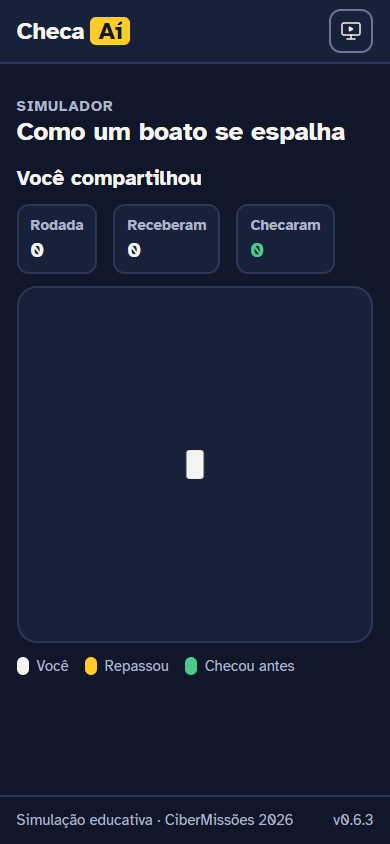 Checa Aí
SIMULADOR
Como um boato se espalha
Você compartilhou
Rodada Receberam Checaram
0 0 0
Você Repassou Checou antes
Simulação educativa · CiberMissões 2026 v0.6.3